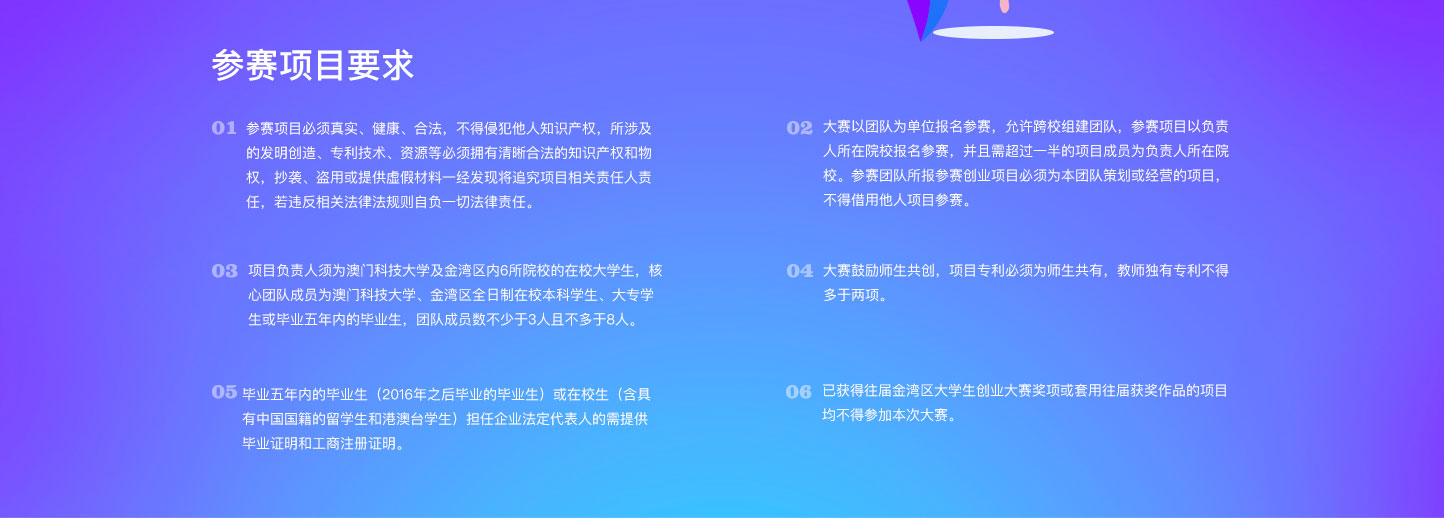 参赛项目要求
01
参赛项目必须真实、健康、合法，不得侵犯他人知识产权，所涉及
的发明创造、专利技术、资源等必须拥有清晰合法的知识产权和物
权，抄袭、盗用或提供虚假材料一经发现将追究项目相关责任人责
任，若违反相关法律法规则自负一切法律责任。
02
大赛以团队为单位报名参赛，允许跨校组建团队，参赛项目以负责
人所在院校报名参赛，并且需超过一半的项目成员为负责人所在院
校。参赛团队所报参赛创业项目必须为本团队策划或经营的项目，
不得借用他人项目参赛。
03
项目负责人须为澳门科技大学及金湾区内6所院校的在校大学生，核
心团队成员为澳门科技大学、金湾区全日制在校本科学生、大专学
生或毕业五年内的毕业生，团队成员数不少于3人且不多于8人。
04
大赛鼓励师生共创，项目专利必须为师生共有，教师独有专利不得
多于两项。
05
毕业五年内的毕业生（2016年之后毕业的毕业生）或在校生（含具
有中国国籍的留学生和港澳台学生）担任企业法定代表人的需提供
毕业证明和工商注册证明。
06
已获得往届金湾区大学生创业大赛奖项或套用往届获奖作品的项目
均不得参加本次大赛。